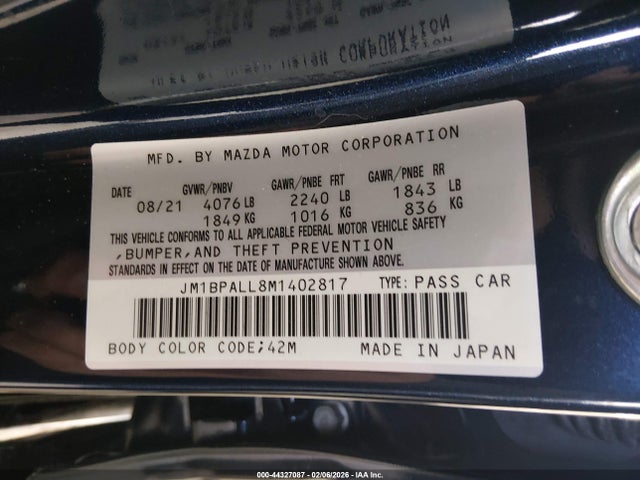 MFD. BY MAZDA MOTOR CORPORATION
DATE GVWR/PNBV GAWR/PNBE FRT GAWR/PNBE RR
08/21 4076 LB 2240 LB 1843 LB
1849 KG 1016 KG 836 KG
THIS VEHICLE CONFORMS TO ALL APPLICABLE FEDERAL MOTOR VEHICLE SAFETY
,BUMPER,AND THEFT PREVENTION
STANDARDS IN EFFECT ON THE DATE OF MANUFACTURE SHOWN ABOVE.
JM1BPALL8M1402817 TYPE: PASS CAR
BODY COLOR CODE;42M MADE IN JAPAN
000-44327087 - 02/06/2026 - IAA Inc.